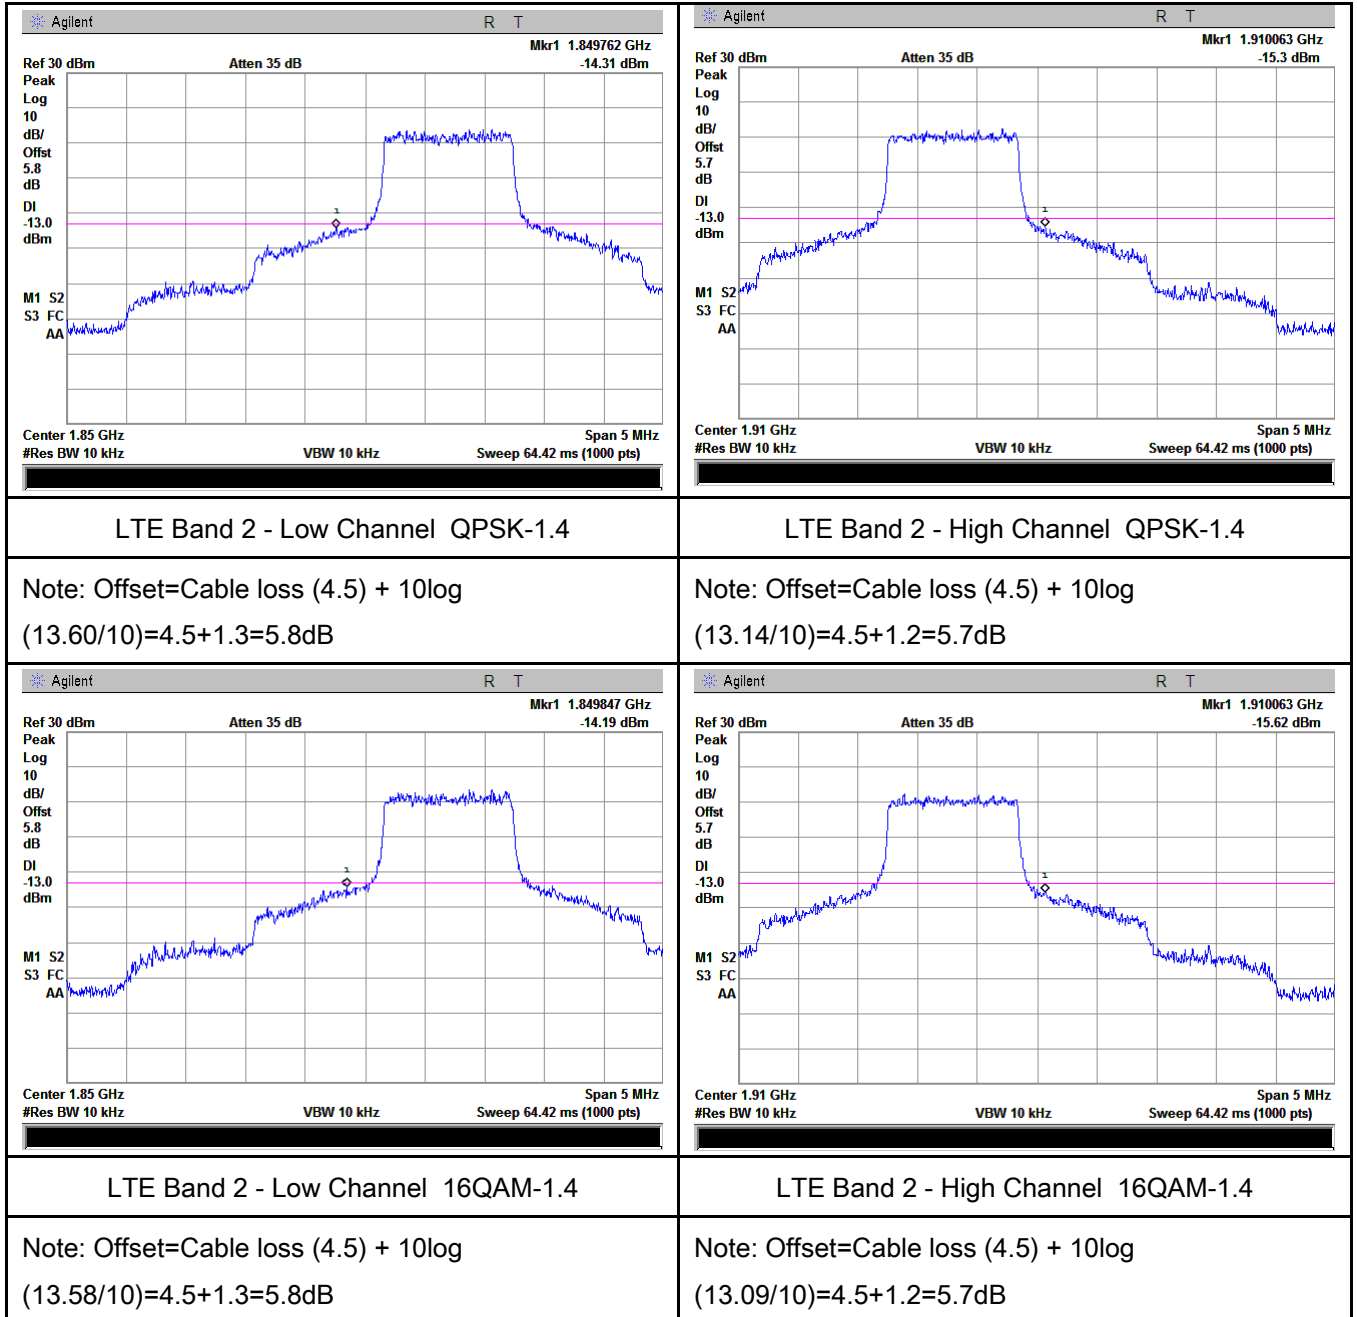 Agilent R T
Mkr1 1.849762 GHz
Ref 30 dBm Atten 35 dB -14.31 dBm
Peak
Log
10
dB/
Offst
5.8
dB
DI
-13.0
dBm
M1 S2
S3 FC
AA
1
Center 1.85 GHz Span 5 MHz
#Res BW 10 kHz VBW 10 kHz Sweep 64.42 ms (1000 pts)
Agilent R T
Mkr1 1.910063 GHz
Ref 30 dBm Atten 35 dB -15.3 dBm
Peak
Log
10
dB/
Offst
5.7
dB
DI
-13.0
dBm
M1 S2
S3 FC
AA
1
Center 1.91 GHz Span 5 MHz
#Res BW 10 kHz VBW 10 kHz Sweep 64.42 ms (1000 pts)
LTE Band 2 - Low Channel QPSK-1.4
LTE Band 2 - High Channel QPSK-1.4
Note: Offset=Cable loss (4.5) + 10log
(13.60/10)=4.5+1.3=5.8dB
Note: Offset=Cable loss (4.5) + 10log
(13.14/10)=4.5+1.2=5.7dB
Agilent R T
Mkr1 1.849847 GHz
Ref 30 dBm Atten 35 dB -14.19 dBm
Peak
Log
10
dB/
Offst
5.8
dB
DI
-13.0
dBm
M1 S2
S3 FC
AA
1
Center 1.85 GHz Span 5 MHz
#Res BW 10 kHz VBW 10 kHz Sweep 64.42 ms (1000 pts)
Agilent R T
Mkr1 1.910063 GHz
Ref 30 dBm Atten 35 dB -15.62 dBm
Peak
Log
10
dB/
Offst
5.7
dB
DI
-13.0
dBm
M1 S2
S3 FC
AA
1
Center 1.91 GHz Span 5 MHz
#Res BW 10 kHz VBW 10 kHz Sweep 64.42 ms (1000 pts)
LTE Band 2 - Low Channel 16QAM-1.4
LTE Band 2 - High Channel 16QAM-1.4
Note: Offset=Cable loss (4.5) + 10log
(13.58/10)=4.5+1.3=5.8dB
Note: Offset=Cable loss (4.5) + 10log
(13.09/10)=4.5+1.2=5.7dB